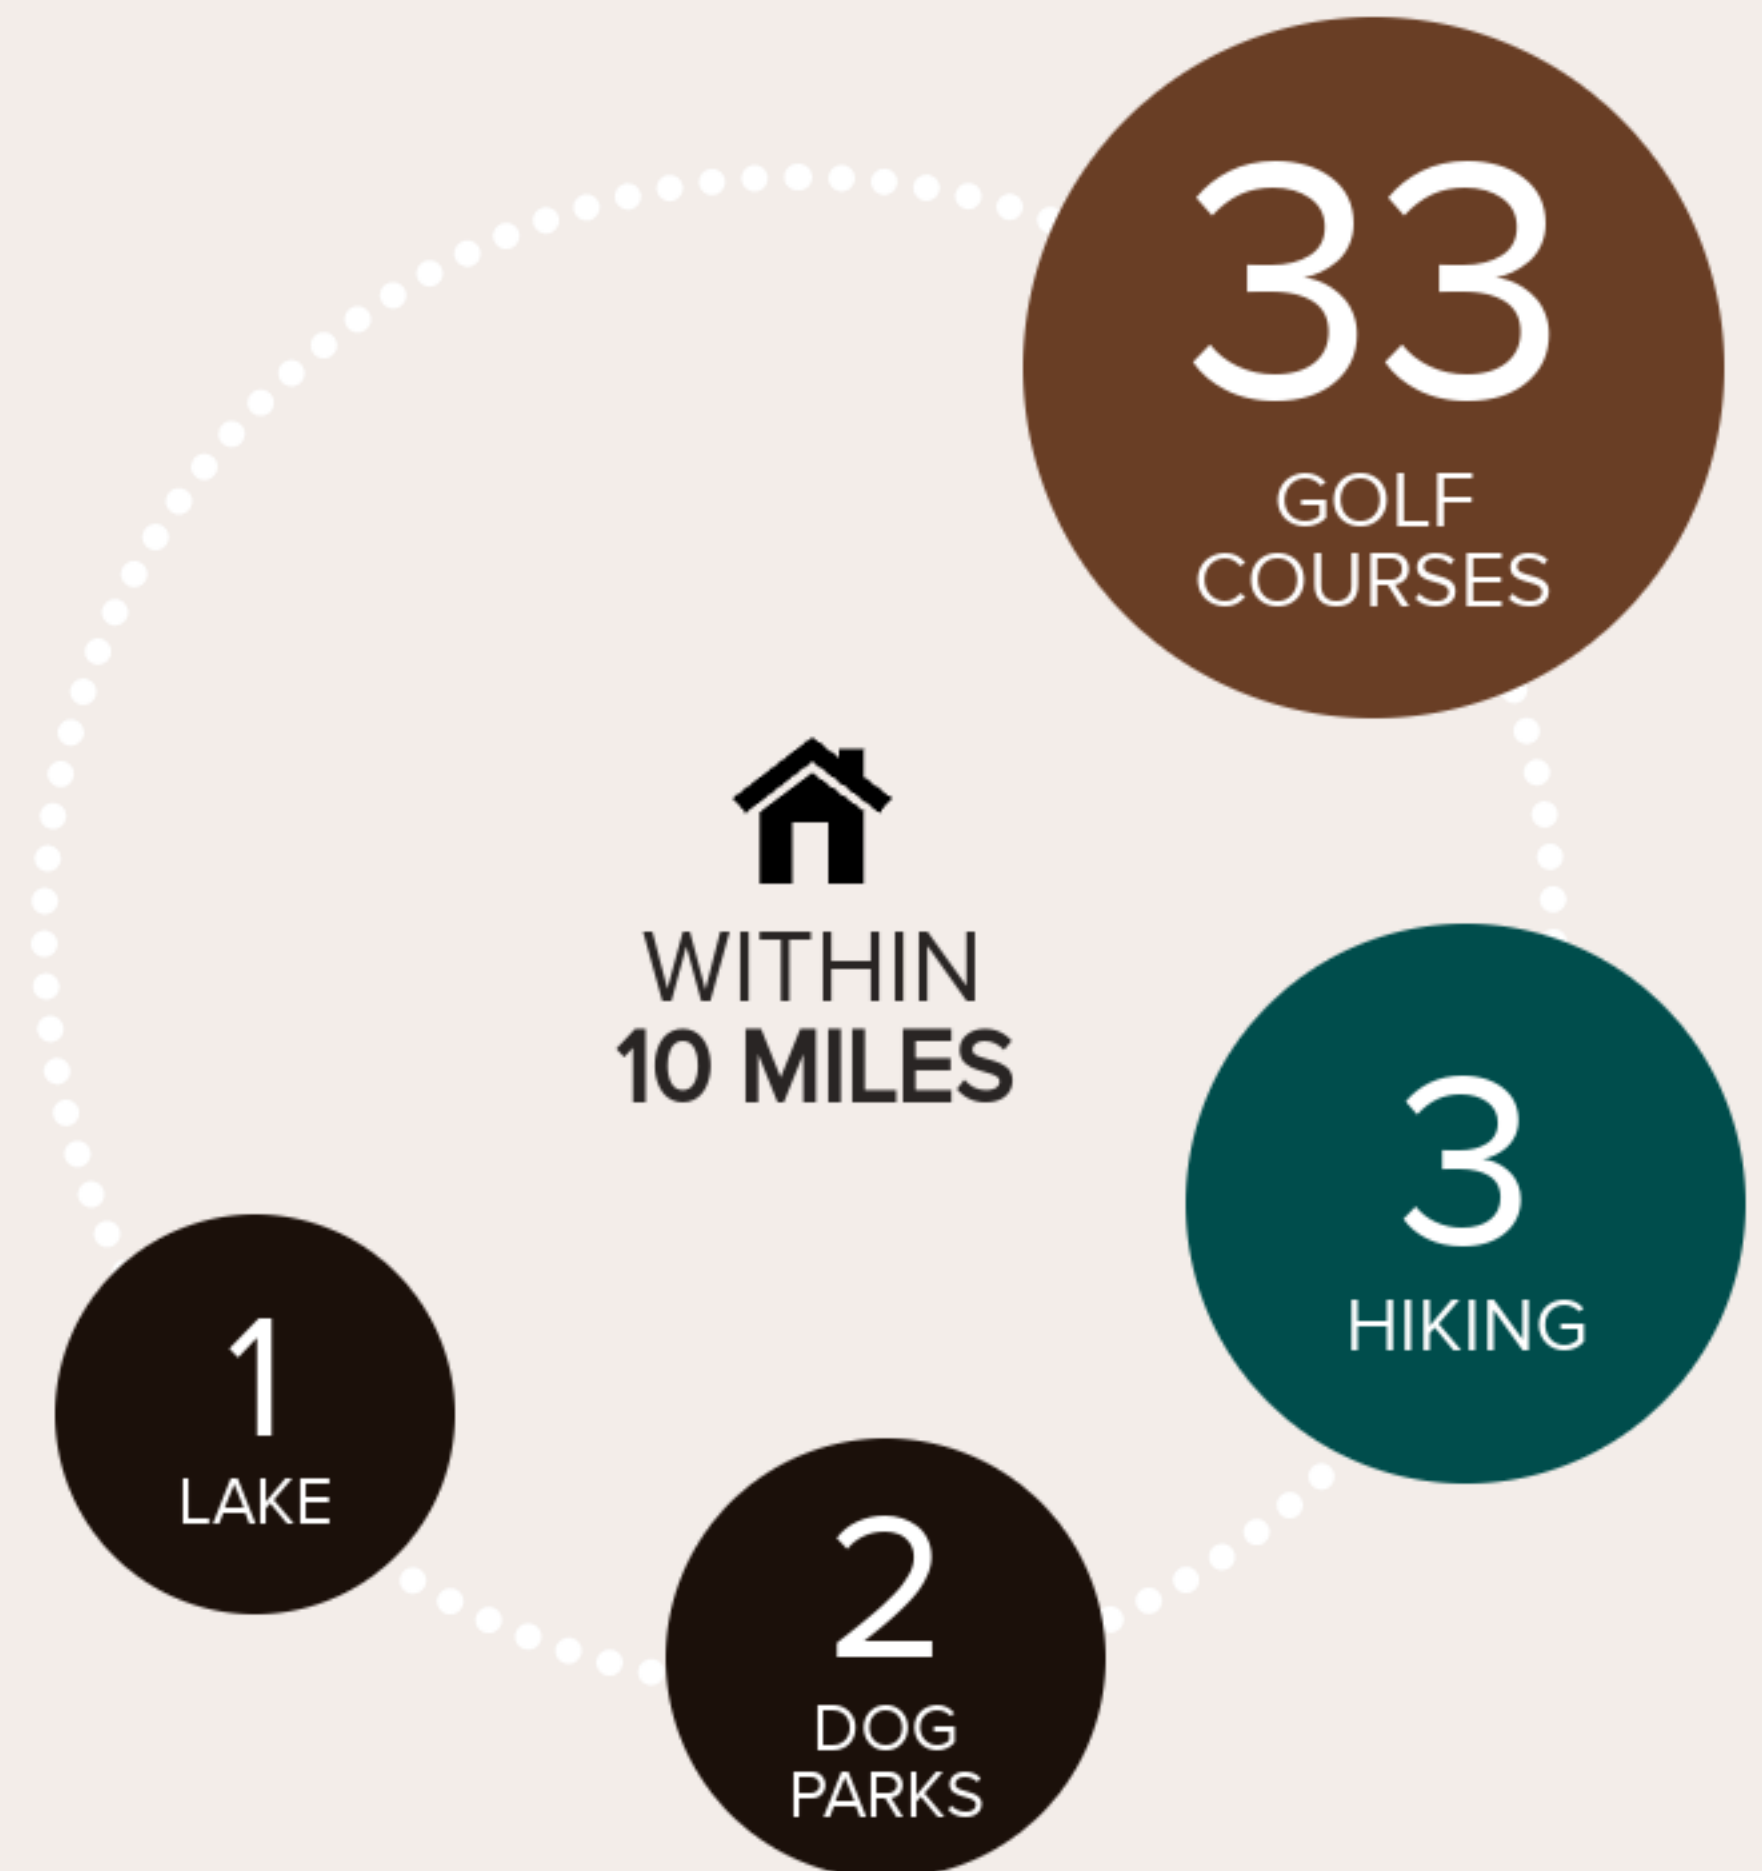 33
GOLF
COURSES
WITHIN
10 MILES
3
HIKING
1
LAKE
2
DOG
PARKS